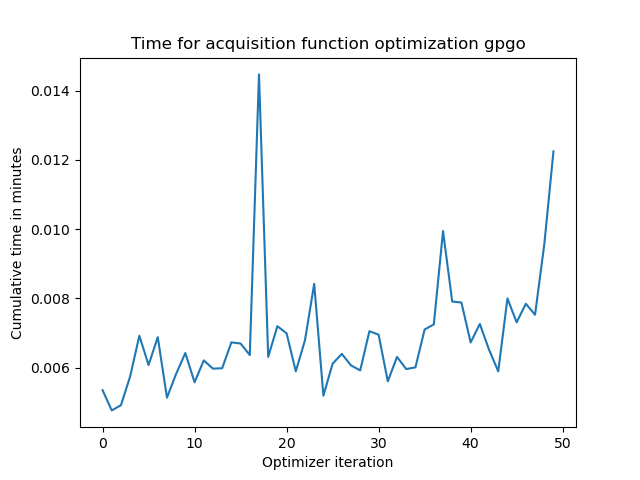 Time for acquisition function optimization gpgo
0.014
0.012
0.010
0.008
0.006
Cumulative time in minutes
0 10 20 30 40 50
Optimizer iteration